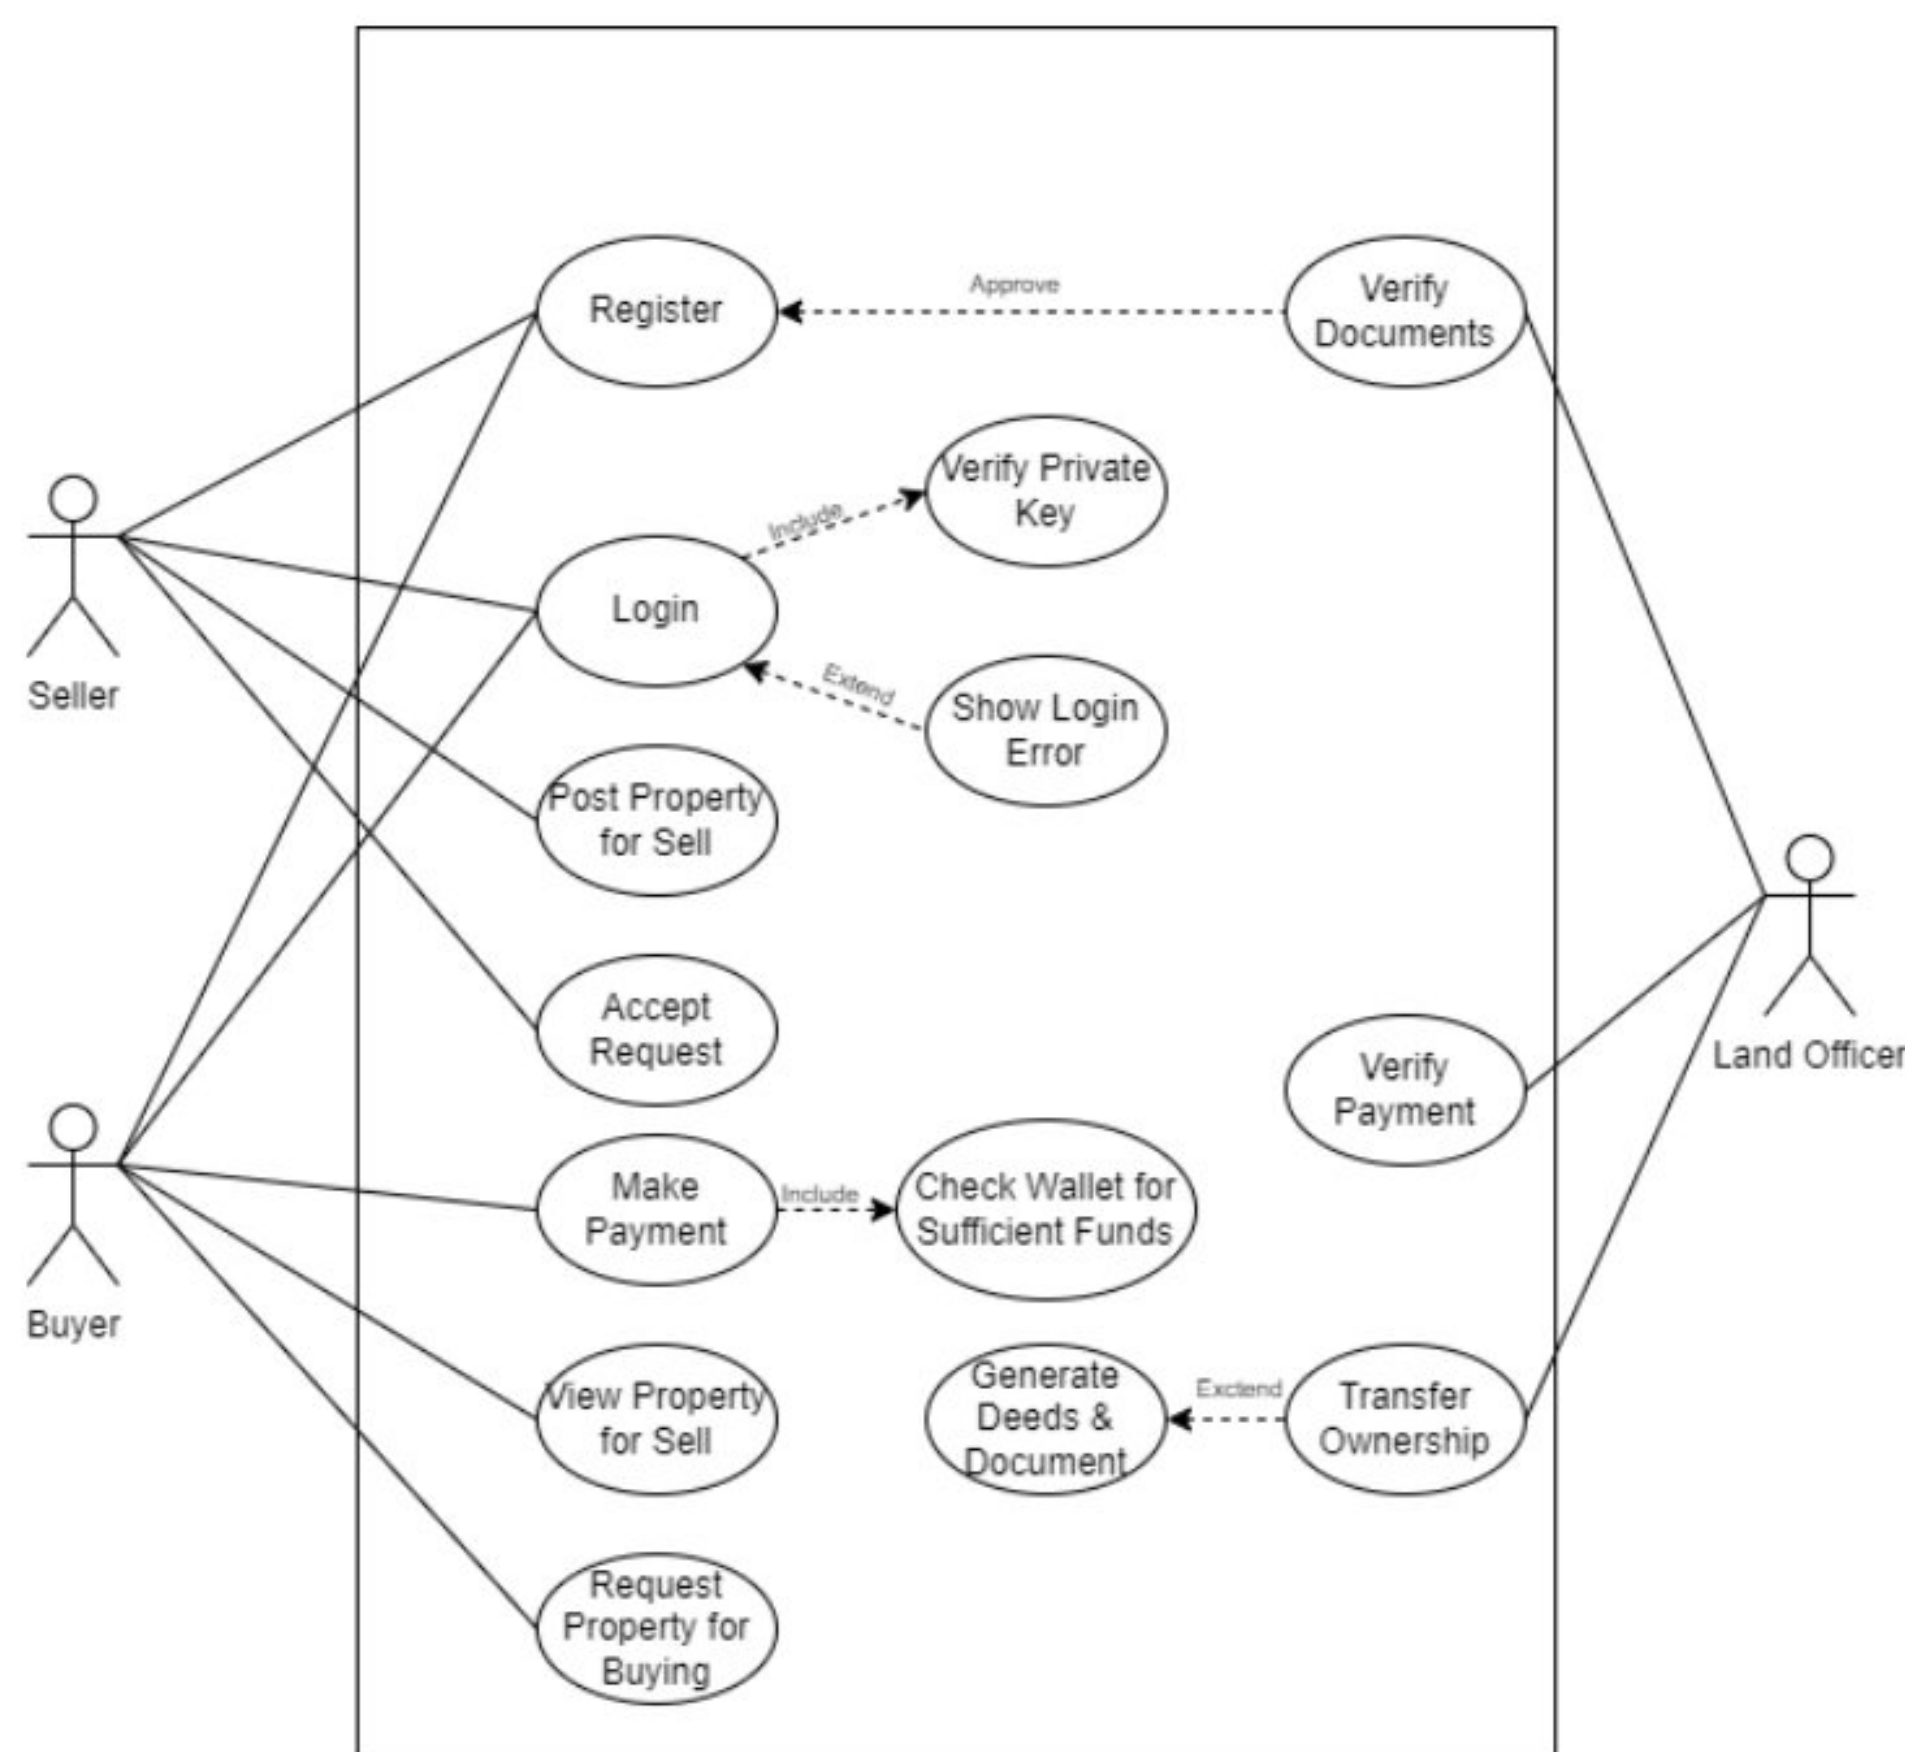 Register
Approve
Verify
Documents
Verify Private
Key
Include
Login
Seller
Extend
Show Login
Error
Post Property
for Sell
Accept
Request
Land Officer
Verify
Payment
Make
Payment
Include
Check Wallet for
Sufficient Funds
Buyer
View Property
for Sell
Generate
Deeds &
Document
Exctend
Transfer
Ownership
Request
Property for
Buying